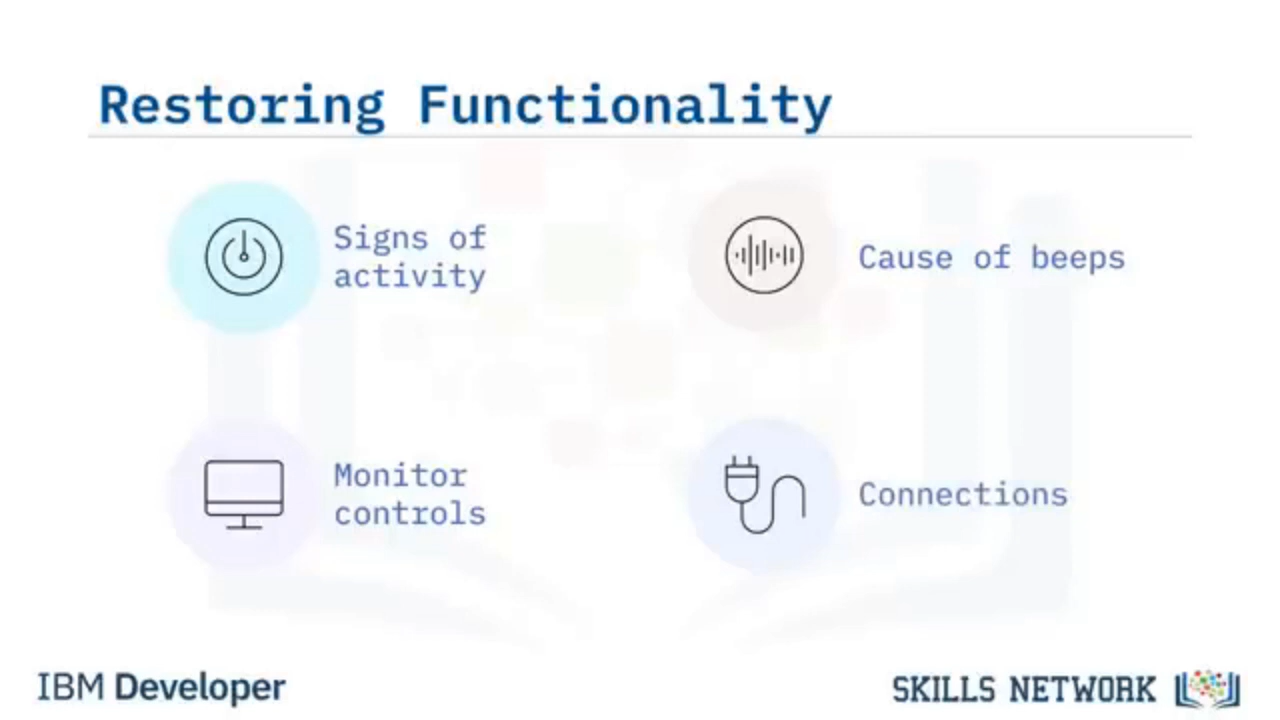 Restoring Functionality
Signs of
activity
Cause of beeps
Monitor
controls
Connections
IBM Developer
SKILLS NETWORK